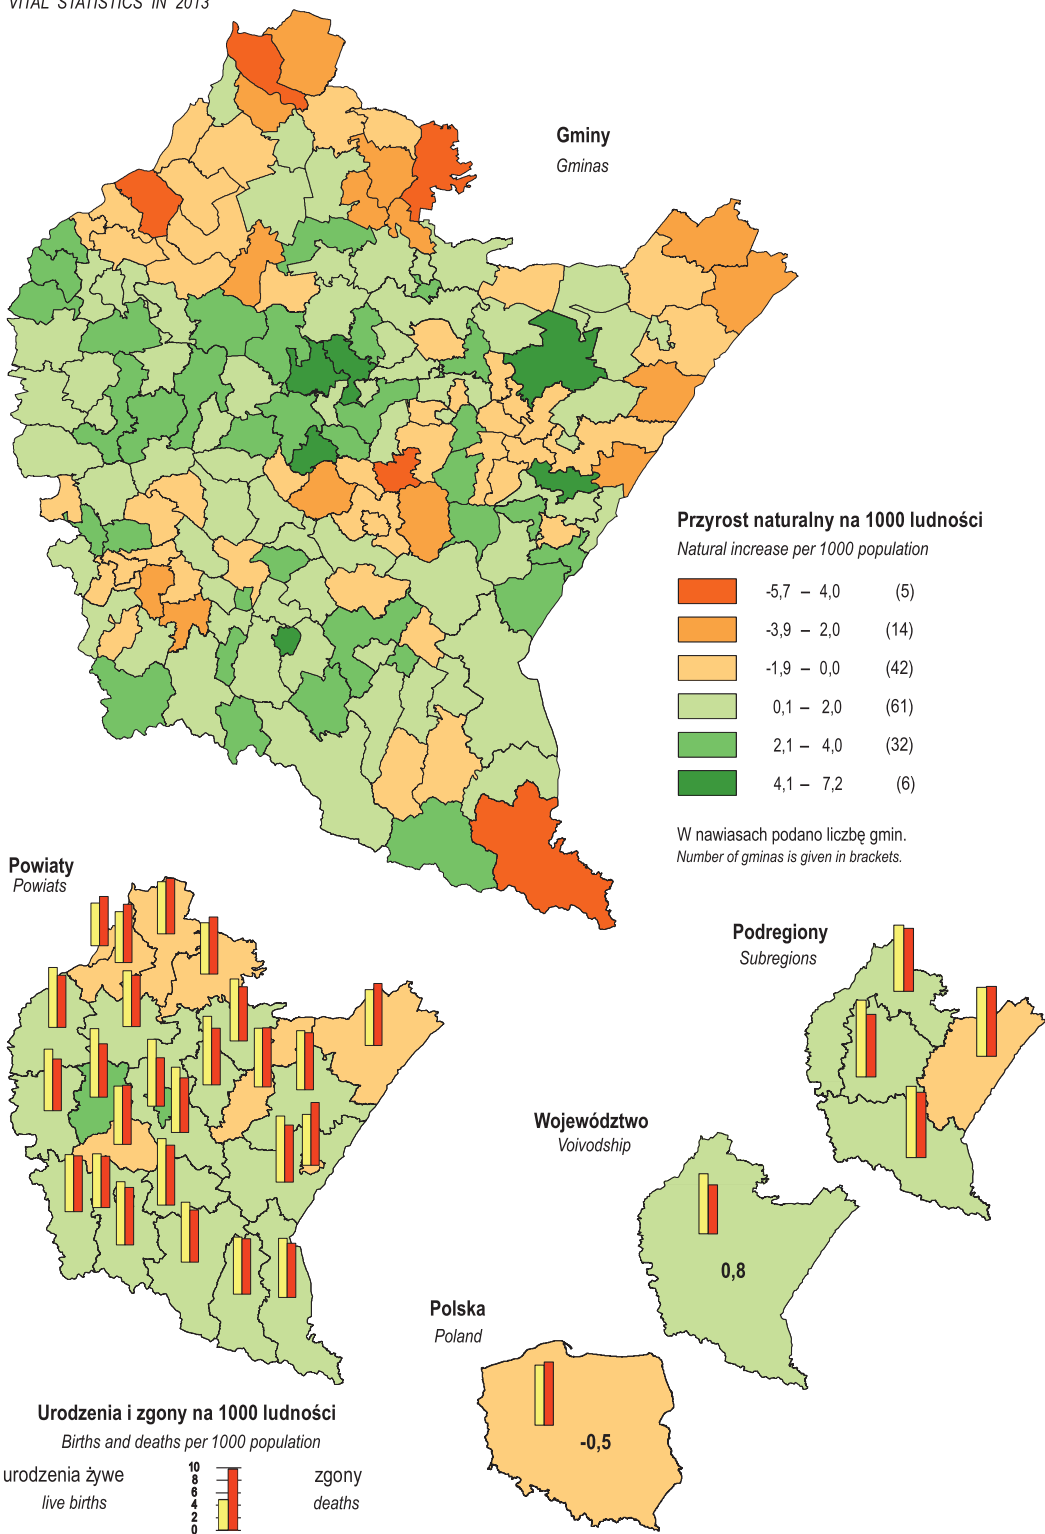 VITAL STATISTICS IN 2013
Gminy
Gminas
Przyrost naturalny na 1000 ludności
Natural increase per 1000 population
-5,7 – 4,0 (5)
-3,9 – 2,0 (14)
-1,9 – 0,0 (42)
0,1 – 2,0 (61)
2,1 – 4,0 (32)
4,1 – 7,2 (6)
W nawiasach podano liczbę gmin.
Number of gminas is given in brackets.
Powiaty
Powiats
Podregiony
Subregions
Województwo
Voivodship
0,8
Polska
Poland
-0,5
Urodzenia i zgony na 1000 ludności
Births and deaths per 1000 population
urodzenia żywe
live births
10
8
6
4
2
0
zgony
deaths